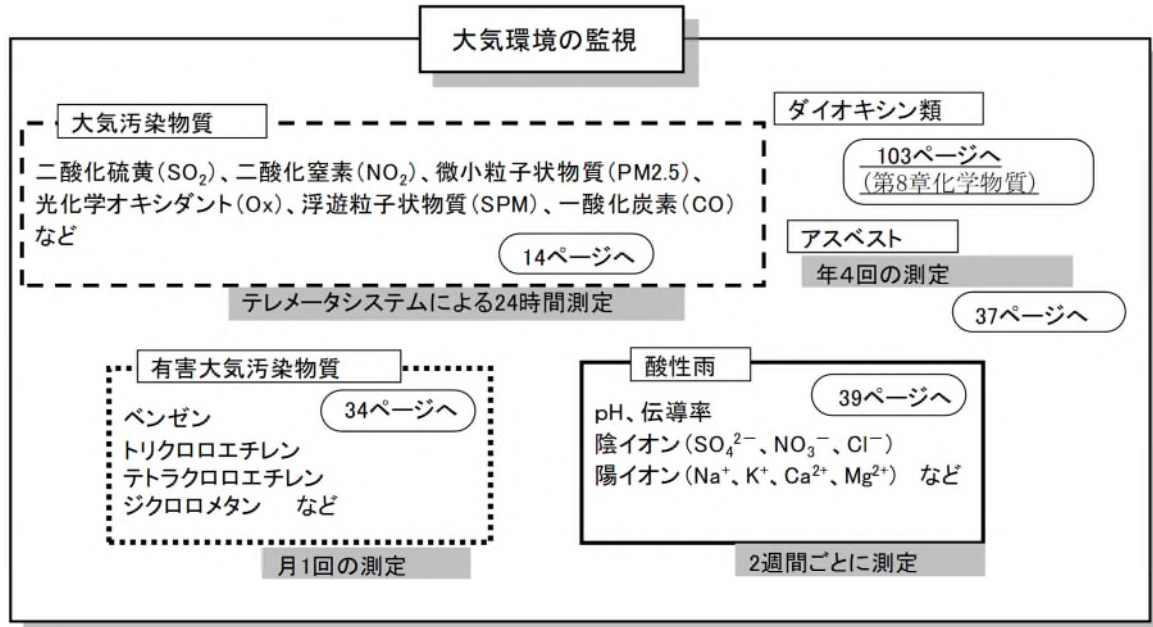 大気環境の監視
大気汚染物質
二酸化硫黄(SO₂)、二酸化窒素(NO₂)、微小粒子状物質(PM2.5)、
光化学オキシダント(Ox)、浮遊粒子状物質(SPM)、一酸化炭素(CO)
など
14ページへ
テレメータシステムによる24時間測定
ダイオキシン類
103ページへ
(第8章化学物質)
アスベスト
年4回の測定
37ページへ
有害大気汚染物質
34ページへ
ベンゼン
トリクロロエチレン
テトラクロロエチレン
ジクロロメタン　など
月1回の測定
酸性雨
39ページへ
pH、伝導率
陰イオン(SO₄²⁻、NO₃⁻、Cl⁻)
陽イオン(Na⁺、K⁺、Ca²⁺、Mg²⁺)　など
2週間ごとに測定